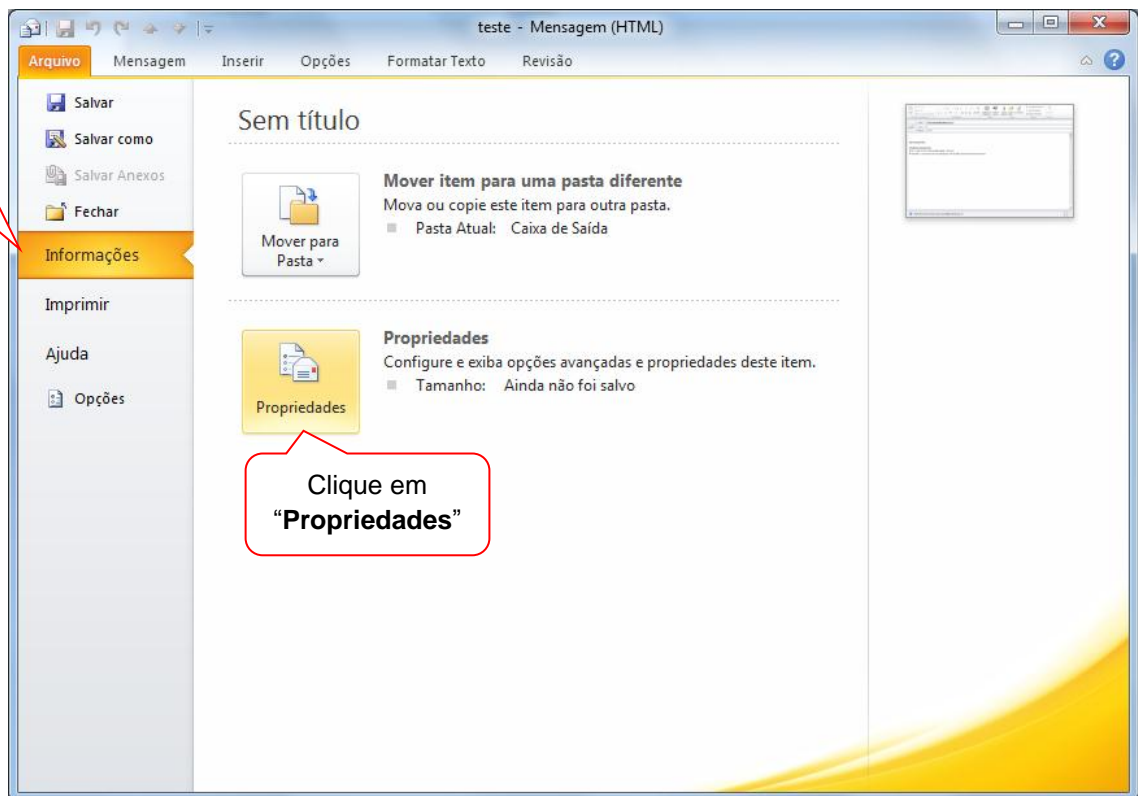 teste - Mensagem (HTML)
Arquivo Mensagem Inserir Opções Formatar Texto Revisão
Salvar
Salvar como
Salvar Anexos
Fechar
Informações
Imprimir
Ajuda
Opções
Sem título
Mover para
Pasta
Mover item para uma pasta diferente
Mova ou copie este item para outra pasta.
Pasta Atual: Caixa de Saída
Propriedades
Propriedades
Configure e exiba opções avançadas e propriedades deste item.
Tamanho: Ainda não foi salvo
Clique em
“Propriedades”